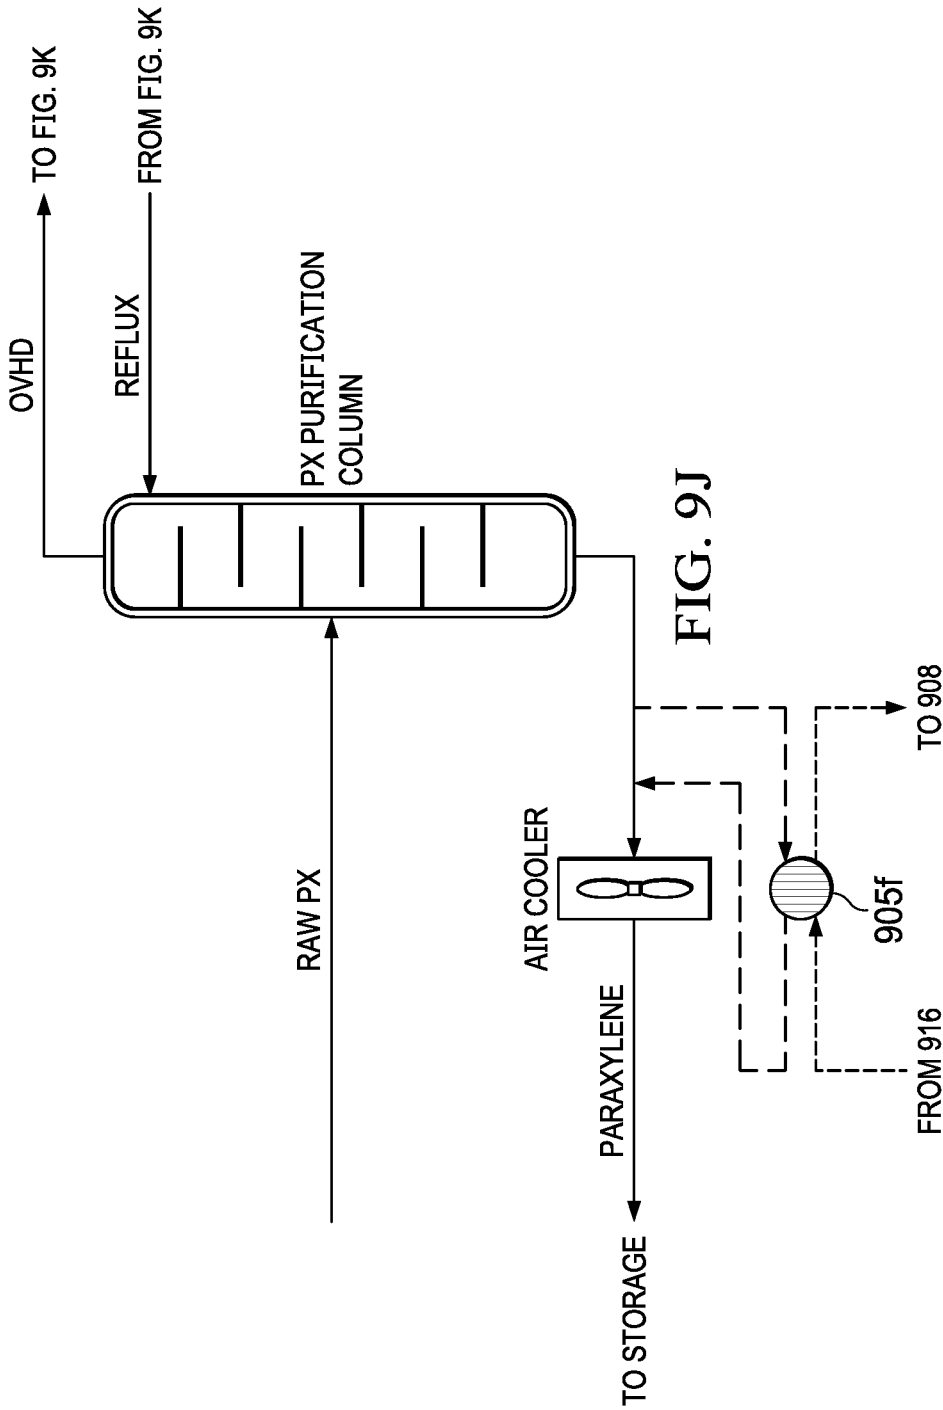 OVHD
TO FIG. 9K
REFLUX
FROM FIG. 9K
RAW PX
PX PURIFICATION
COLUMN
AIR COOLER
PARAXYLENE
TO STORAGE
FIG. 9J
905f
FROM 916
TO 908